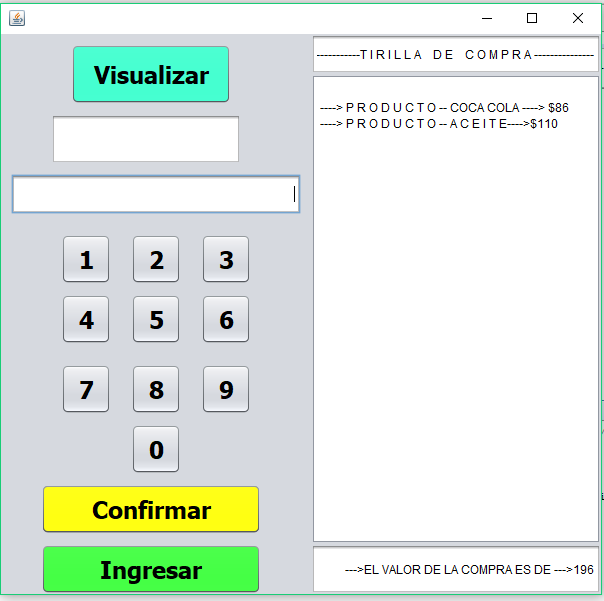 Visualizar
1 2 3
4 5 6
7 8 9
0
Confirmar
Ingresar
-----------T I R I L L A   D E   C O M P R A ---------------
----> P R O D U C T O -- COCA COLA ----> $86
----> P R O D U C T O -- A C E I T E---->$110
--->EL VALOR DE LA COMPRA ES DE --->196